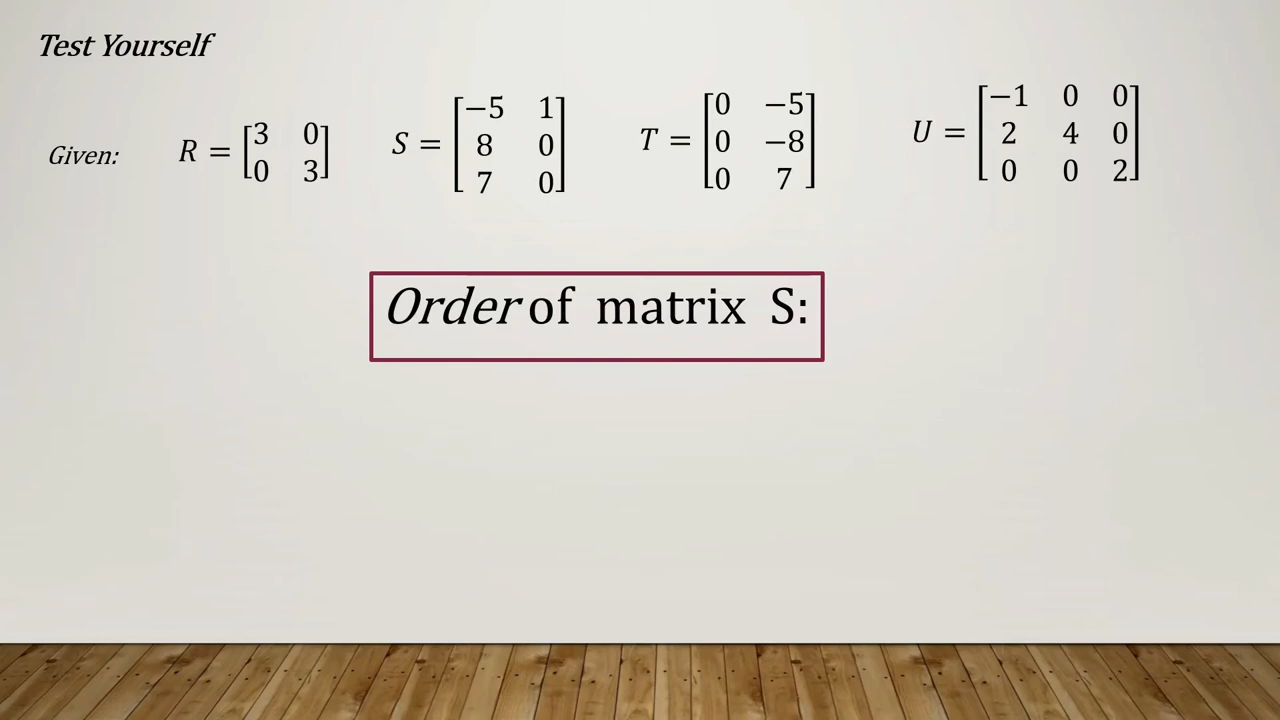 Test Yourself
Given: R = [3 0; 0 3] S = [−5 1; 8 0; 7 0] T = [0 −5; 0 −8; 0 7] U = [−1 0 0; 2 4 0; 0 0 2]
Order of matrix S: